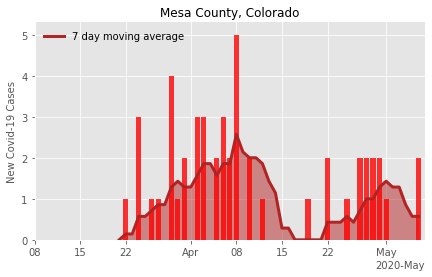 Mesa County, Colorado
7 day moving average
New Covid-19 Cases
5
4
3
2
1
0
08 15 22 Apr 08 15 22 May
2020-May